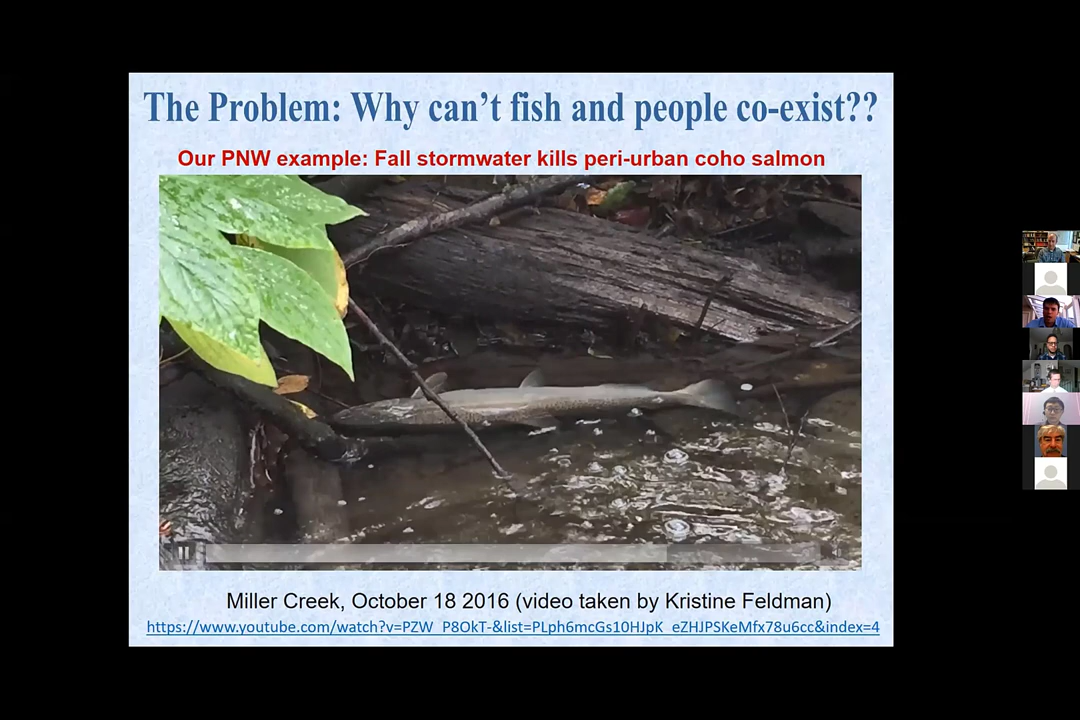 The Problem: Why can't fish and people co-exist??
Our PNW example: Fall stormwater kills peri-urban coho salmon
Miller Creek, October 18 2016 (video taken by Kristine Feldman)
https://www.youtube.com/watch?v=PZW_P8OkT-&list=PLph6mcGs10HJpK_eZHJPSKeMfx78u6cc&index=4